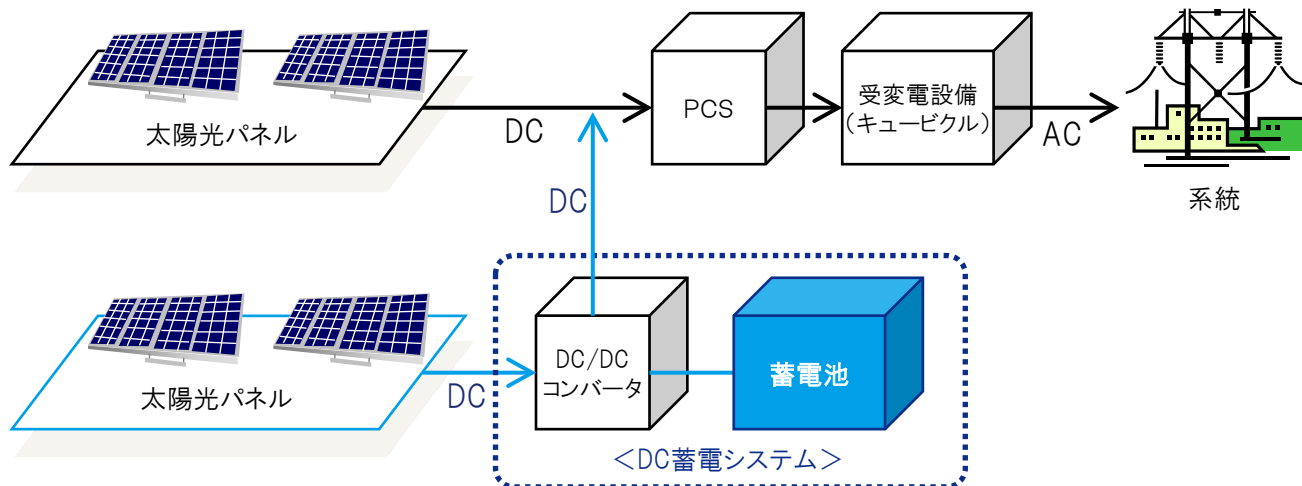 太陽光パネル
DC
PCS
受変電設備
(キュービクル)
AC
系統
DC
太陽光パネル
DC
DC/DC
コンバータ
蓄電池
＜DC蓄電システム＞